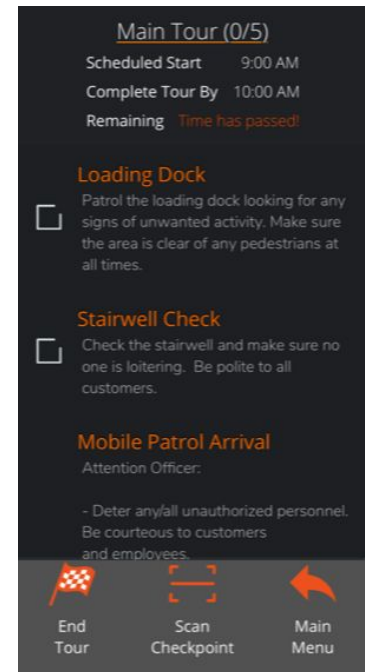 Main Tour (0/5)
Scheduled Start 9:00 AM
Complete Tour By 10:00 AM
Remaining Time has passed!
Loading Dock
Patrol the loading dock looking for any
signs of unwanted activity. Make sure
the area is clear of any pedestrians at
all times.
Stairwell Check
Check the stairwell and make sure no
one is loitering. Be polite to all
customers.
Mobile Patrol Arrival
Attention Officer:
- Deter any/all unauthorized personnel.
Be courteous to customers
and employees.
End Tour
Scan Checkpoint
Main Menu